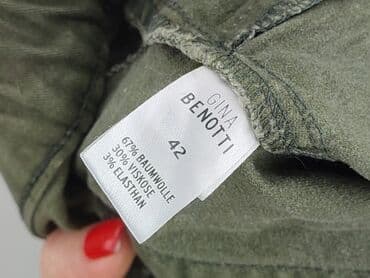 GINA
BENOTTI
42
67% BAUMWOLLE
30% VISKOSE
3% ELASTHAN